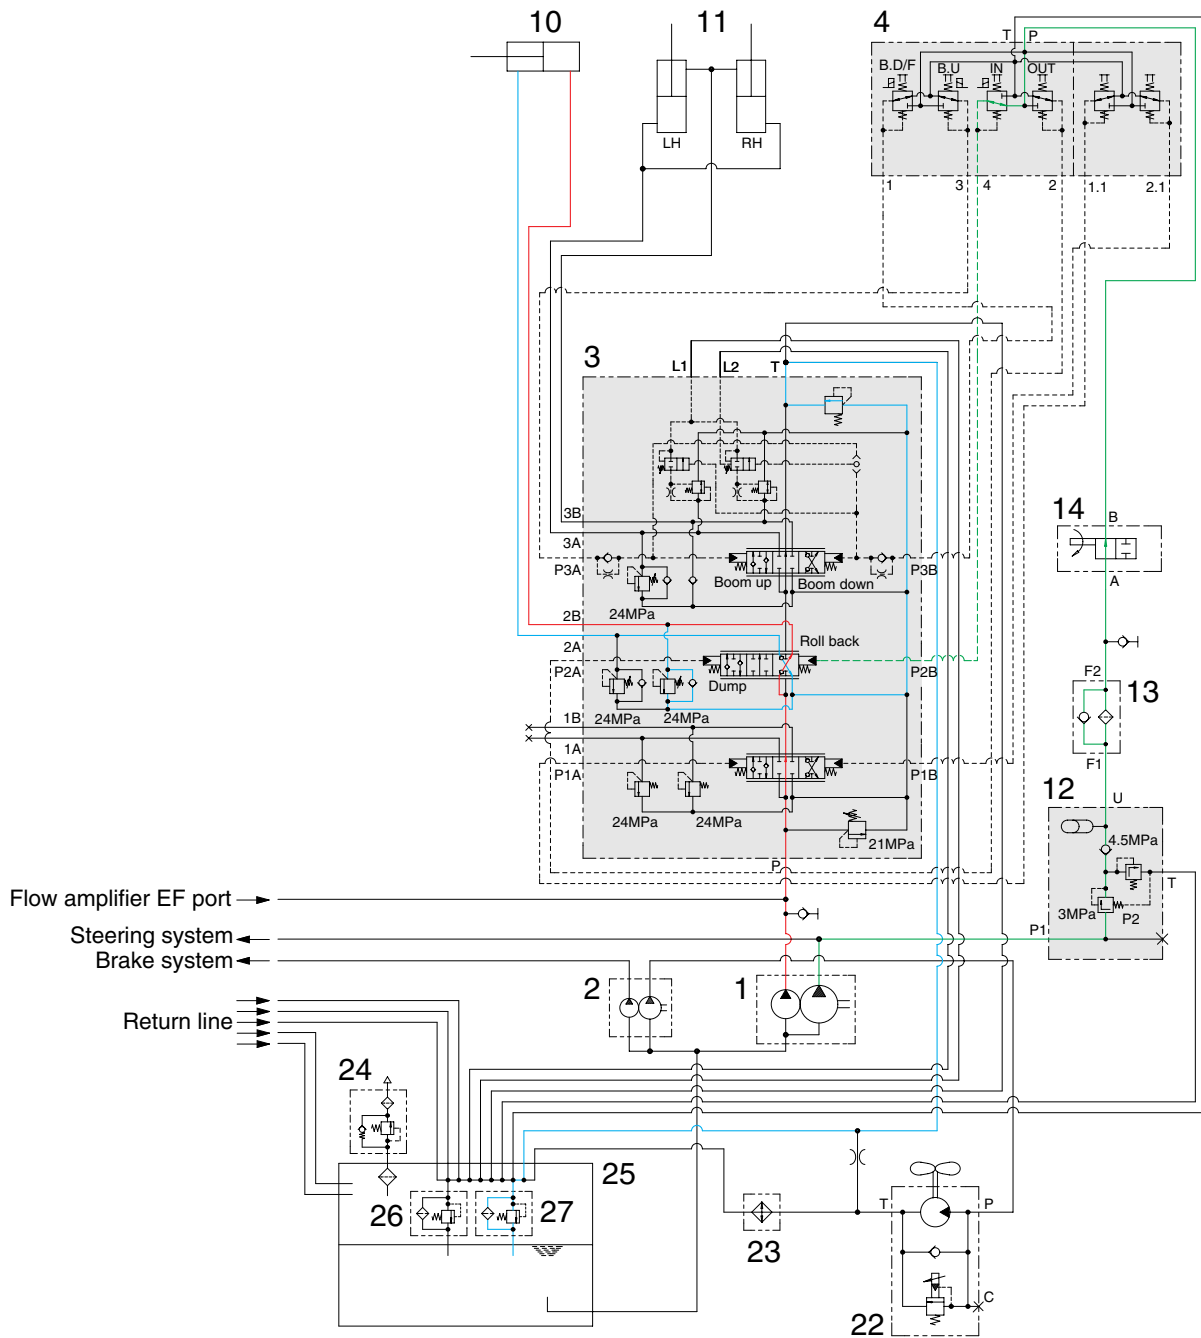 10
11
4
T P
B.D/F B.U IN OUT
LH RH
1 3 4 2 1.1 2.1
3
L1 L2 T
14
B
3B
3A
P3A
Boom up Boom down
P3B
A
24MPa
2B
Roll back
2A
P2A
P2B
F2
13
Dump
24MPa 24MPa
1B
1A
P1A
P1B
F1
12
U
24MPa 24MPa
21MPa
4.5MPa
P
T
3MPa
P2
Flow amplifier EF port
Steering system
P1
Brake system
2
1
Return line
24
25
26
27
23
T P
C
22